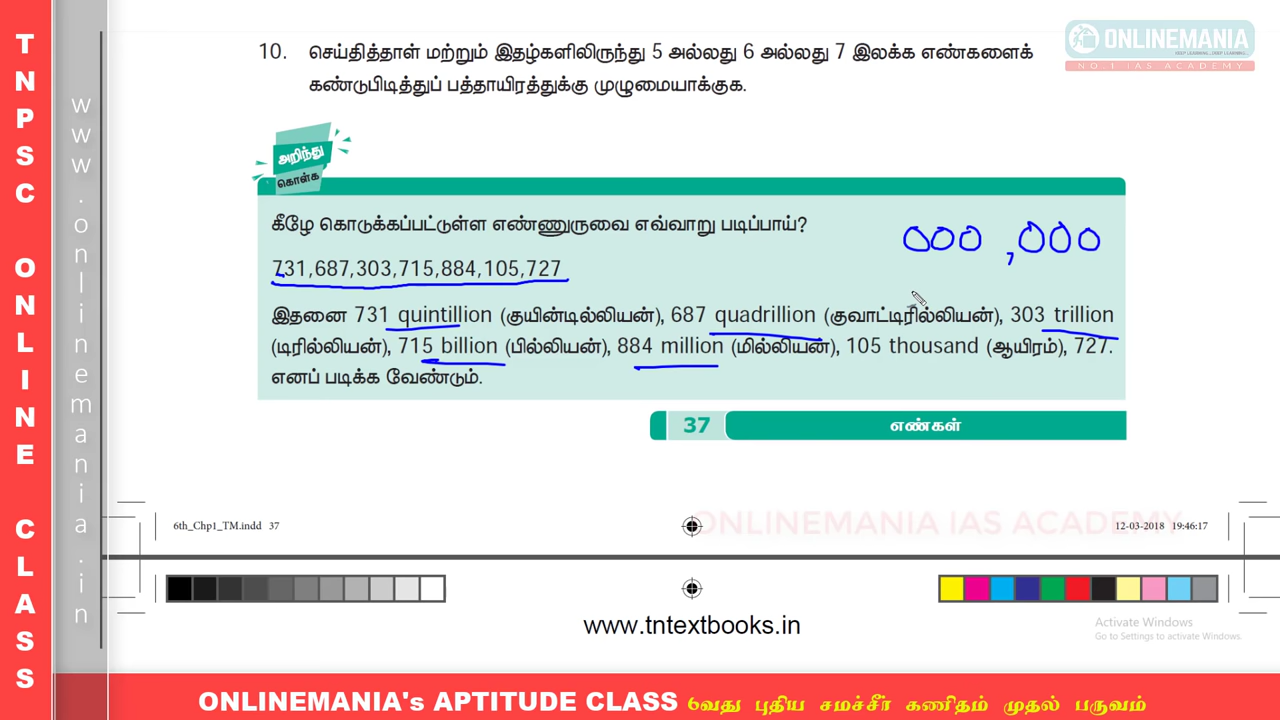 TNPSC ONLINE CLASS
www.onlinemania.in
ONLINEMANIA
DEEP LEARNING...DEEP LEARNING...
NO.1 IAS ACADEMY
10. செய்தித்தாள் மற்றும் இதழ்களிலிருந்து 5 அல்லது 6 அல்லது 7 இலக்க எண்களைக்
கண்டுபிடித்துப் பத்தாயிரத்துக்கு முழுமையாக்குக.
அறிந்து
கொள்க
கீழே கொடுக்கப்பட்டுள்ள எண்ணுருவை எவ்வாறு படிப்பாய்?
000 ,000
731,687,303,715,884,105,727
இதனை 731 quintillion (குயின்டில்லியன்), 687 quadrillion (குவாட்டிரில்லியன்), 303 trillion
(டிரில்லியன்), 715 billion (பில்லியன்), 884 million (மில்லியன்), 105 thousand (ஆயிரம்), 727.
எனப் படிக்க வேண்டும்.
37 எண்கள்
ONLINEMANIA IAS ACADEMY
6th_Chp1_TM.indd 37 12-03-2018 19:46:17
www.tntextbooks.in
Activate Windows
Go to Settings to activate Windows.
ONLINEMANIA's APTITUDE CLASS 6வது புதிய சமச்சீர் கணிதம் முதல் பருவம்